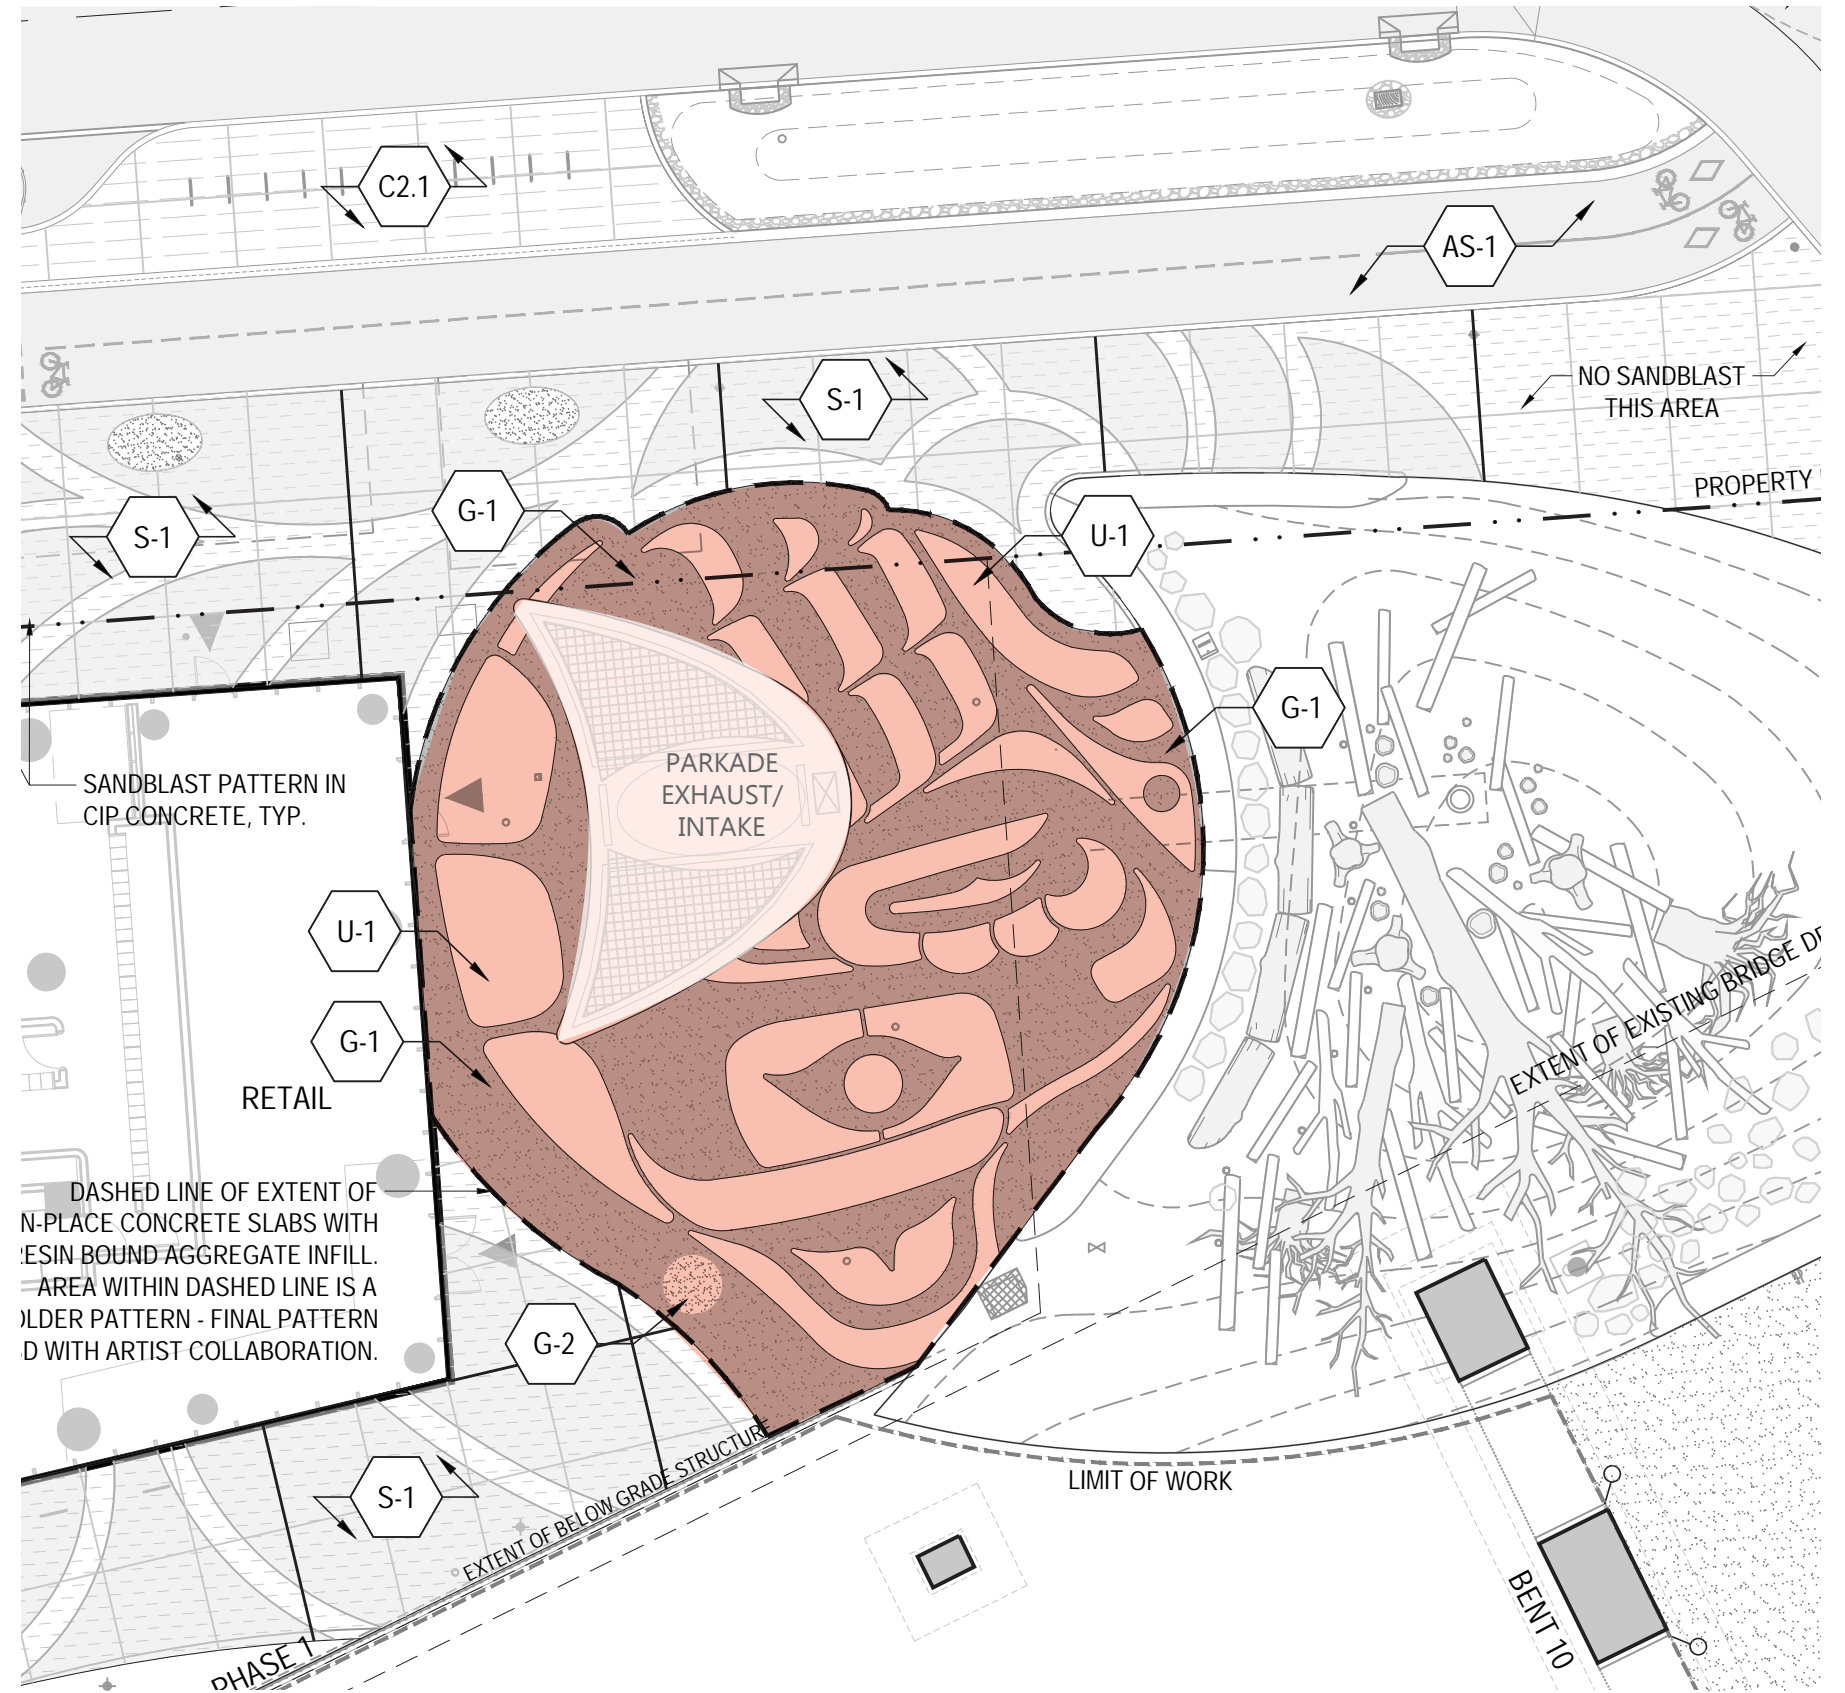 C2.1
AS-1
NO SANDBLAST
THIS AREA
S-1
PROPERTY
G-1
S-1
U-1
G-1
PARKADE
EXHAUST/
INTAKE
SANDBLAST PATTERN IN
CIP CONCRETE, TYP.
U-1
G-1
RETAIL
EXTENT OF EXISTING BRIDGE
DASHED LINE OF EXTENT OF
N-PLACE CONCRETE SLABS WITH
RESIN BOUND AGGREGATE INFILL.
AREA WITHIN DASHED LINE IS A
OLDER PATTERN - FINAL PATTERN
D WITH ARTIST COLLABORATION.
G-2
S-1
EXTENT OF BELOW GRADE STRUCTURE
LIMIT OF WORK
BENT 10
PHASE 1